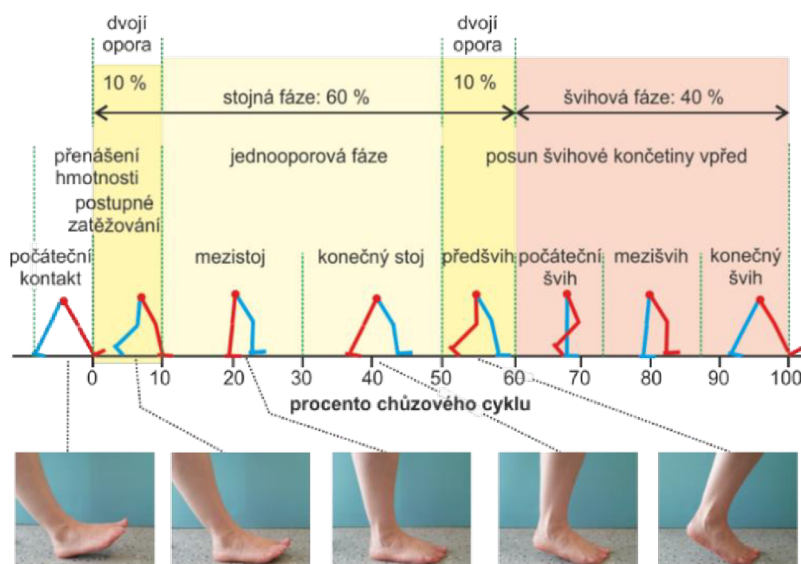 dvojí
opora
dvojí
opora
10 %
stojná fáze: 60 %
10 %
švihová fáze: 40 %
přenášení
hmotnosti
jednooporová fáze
posun švihové končetiny vpřed
postupné
zatěžování
počáteční
kontakt
mezistoj
konečný stoj
předšvih
počáteční
švih
mezišvih
konečný
švih
0 10 20 30 40 50 60 70 80 90 100
procento chůzového cyklu